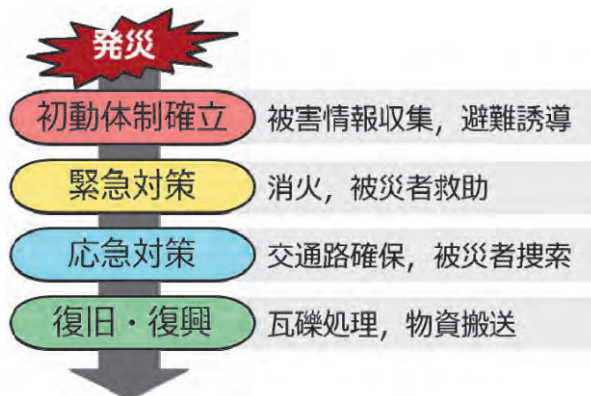 発災
初動体制確立 被害情報収集，避難誘導
緊急対策 消火，被災者救助
応急対策 交通路確保，被災者捜索
復旧・復興 瓦礫処理，物資搬送